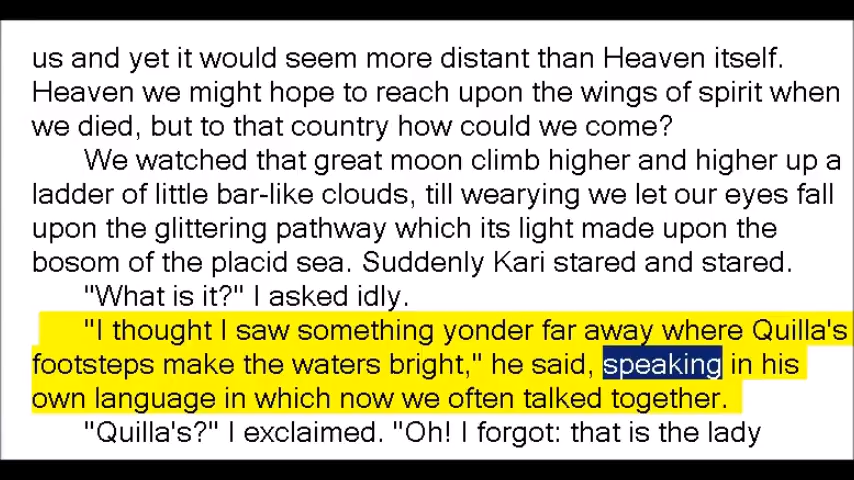 us and yet it would seem more distant than Heaven itself.
Heaven we might hope to reach upon the wings of spirit when
we died, but to that country how could we come?
We watched that great moon climb higher and higher up a
ladder of little bar-like clouds, till wearying we let our eyes fall
upon the glittering pathway which its light made upon the
bosom of the placid sea. Suddenly Kari stared and stared.
"What is it?" I asked idly.
"I thought I saw something yonder far away where Quilla's
footsteps make the waters bright," he said, speaking in his
own language in which now we often talked together.
"Quilla's?" I exclaimed. "Oh! I forgot: that is the lady